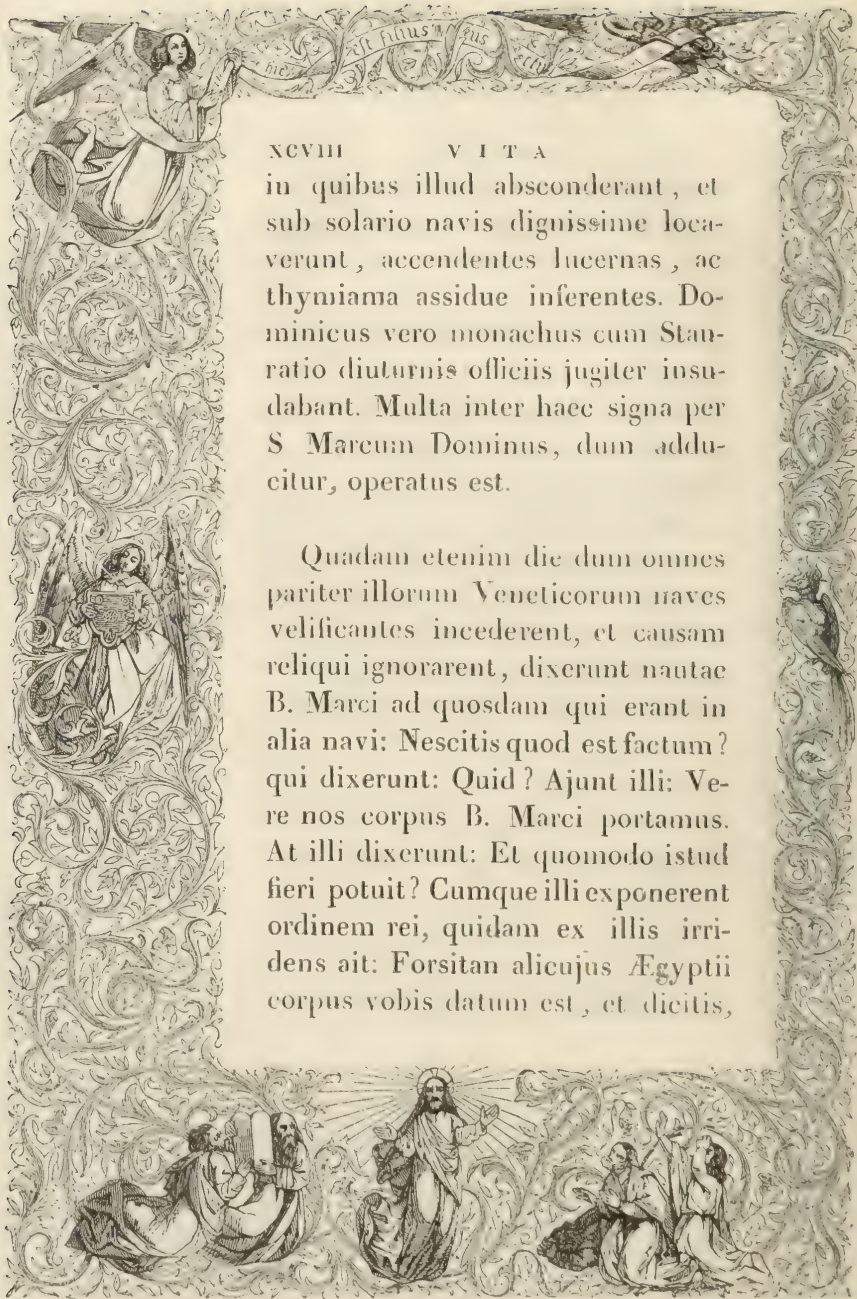 hic est filius eius
XCVIII VITA
in quibus illud absconderant, et
sub solario navis dignissime loca-
verunt, accendentes lucernas, ac
thymiama assidue inferentes. Do-
minicus vero monachus cum Stau-
ratio diuturnis officiis jugiter insu-
dabant. Multa inter haec signa per
S Marcum Dominus, dum addu-
citur, operatus est.
Quadam etenim die dum omnes
pariter illorum Veneticorum naves
velificantes incederent, et causam
reliqui ignorarent, dixerunt nautae
B. Marci ad quosdam qui erant in
alia navi: Nescitis quod est factum?
qui dixerunt: Quid? Ajunt illi: Ve-
re nos corpus B. Marci portamus.
At illi dixerunt: Et quomodo istud
fieri potuit? Cumque illi exponerent
ordinem rei, quidam ex illis irri-
dens ait: Forsitan alicujus Ægyptii
corpus vobis datum est, et dicitis,